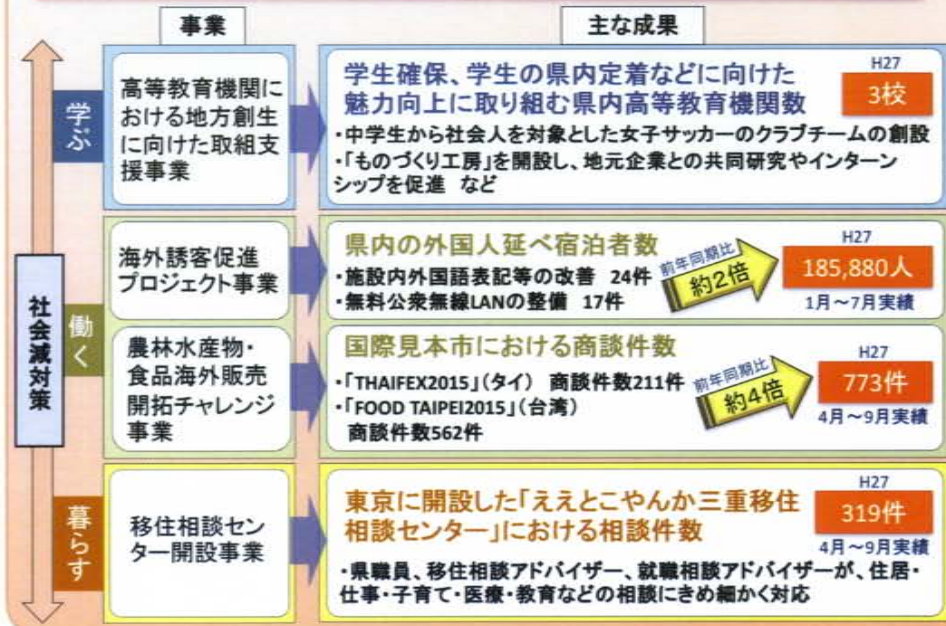 事業
主な成果
社会減対策
学ぶ
高等教育機関に
おける地方創生
に向けた取組支
援事業
学生確保、学生の県内定着などに向けた
魅力向上に取り組む県内高等教育機関数
H27
3校
・中学生から社会人を対象とした女子サッカーのクラブチームの創設
・「ものづくり工房」を開設し、地元企業との共同研究やインターン
シップを促進 など
働く
海外誘客促進
プロジェクト事業
県内の外国人延べ宿泊者数
・施設内外国語表記等の改善 24件
・無料公衆無線LANの整備 17件
前年同期比
約2倍
H27
185,880人
1月～7月実績
農林水産物・
食品海外販売
開拓チャレンジ
事業
国際見本市における商談件数
・「THAIFEX2015」(タイ) 商談件数211件
・「FOOD TAIPEI2015」(台湾)
商談件数562件
前年同期比
約4倍
H27
773件
4月～9月実績
暮らす
移住相談セン
ター開設事業
東京に開設した「ええとこやんか三重移住
相談センター」における相談件数
H27
319件
4月～9月実績
・県職員、移住相談アドバイザー、就職相談アドバイザーが、住居・
仕事・子育て・医療・教育などの相談にきめ細かく対応